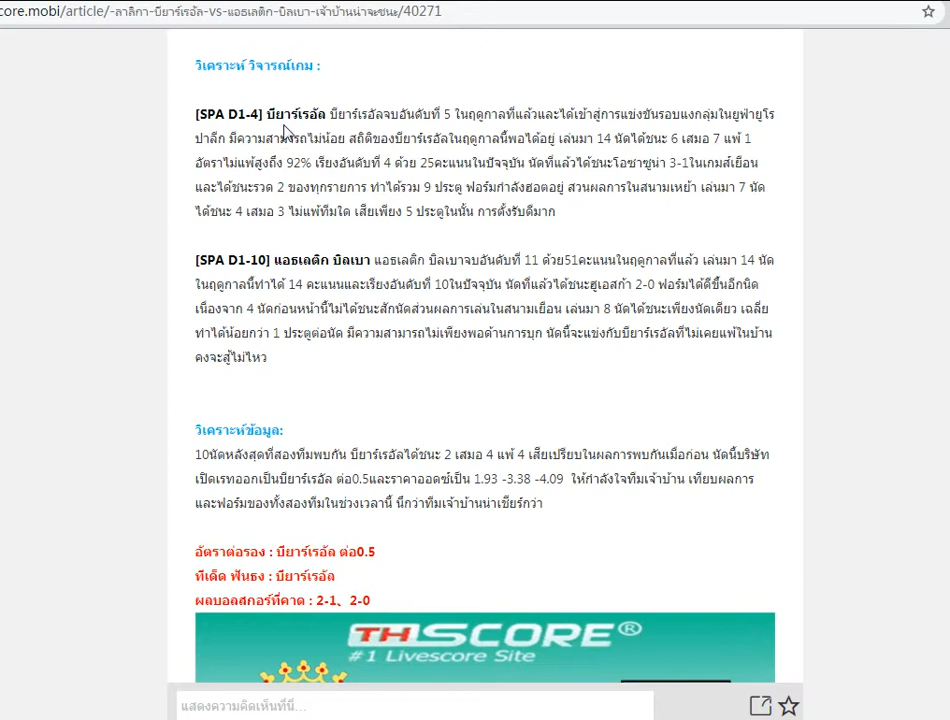 core.mobi/article/-ลาลีกา-บียาร์เรอัล-vs-แอธเลติก-บิลเบา-เจ้าบ้านน่าจะชนะ/40271
วิเคราะห์ วิจารณ์เกม :
[SPA D1-4] บียาร์เรอัล บียาร์เรอัลจบอันดับที่ 5 ในฤดูกาลที่แล้วและได้เข้าสู่การแข่งขันรอบแรงกลุ่มในยูฟ่ายูโร
ปาลีก มีความสามารถไม่น้อย สถิติของบียาร์เรอัลในฤดูกาลนี้พอได้อยู่ เล่นมา 14 นัดได้ชนะ 6 เสมอ 7 แพ้ 1
อัตราไม่แพ้สูงถึง 92% เรียงอันดับที่ 4 ด้วย 25คะแนนในปัจจุบัน นัดที่แล้วได้ชนะโอซาซูน่า 3-1ในเกมส์เยือน
และได้ชนะรวด 2 ของทุกรายการ ทำได้รวม 9 ประตู ฟอร์มกำลังฮอตอยู่ ส่วนผลการในสนามเหย้า เล่นมา 7 นัด
ได้ชนะ 4 เสมอ 3 ไม่แพ้ทีมใด เสียเพียง 5 ประตูในนั้น การตั้งรับดีมาก
[SPA D1-10] แอธเลติก บิลเบา แอธเลติก บิลเบาจบอันดับที่ 11 ด้วย51คะแนนในฤดูกาลที่แล้ว เล่นมา 14 นัด
ในฤดูกาลนี้ทำได้ 14 คะแนนและเรียงอันดับที่ 10ในปัจจุบัน นัดที่แล้วได้ชนะฮูเอสก้า 2-0 ฟอร์มได้ดีขึ้นอีกนิด
เนื่องจาก 4 นัดก่อนหน้านี้ไม่ได้ชนะสักนัดส่วนผลการเล่นในสนามเยือน เล่นมา 8 นัดได้ชนะเพียงนัดเดียว เฉลี่ย
ทำได้น้อยกว่า 1 ประตูต่อนัด มีความสามารถไม่เพียงพอด้านการบุก นัดนี้จะแข่งกับบียาร์เรอัลที่ไม่เคยแพ้ในบ้าน
คงจะสู้ไม่ไหว
วิเคราะห์ข้อมูล:
10นัดหลังสุดที่สองทีมพบกัน บียาร์เรอัลได้ชนะ 2 เสมอ 4 แพ้ 4 เสียเปรียบในผลการพบกันเมื่อก่อน นัดนี้บริษัท
เปิดเรทออกเป็นบียาร์เรอัล ต่อ0.5และราคาออดซ์เป็น 1.93 -3.38 -4.09 ให้กำลังใจทีมเจ้าบ้าน เทียบผลการ
และฟอร์มของทั้งสองทีมในช่วงเวลานี้ นึกว่าทีมเจ้าบ้านน่าเชียร์กว่า
อัตราต่อรอง : บียาร์เรอัล ต่อ0.5
ทีเด็ด ฟันธง : บียาร์เรอัล
ผลบอลสกอร์ที่คาด : 2-1、2-0
THSCORE®
#1 Livescore Site
แสดงความคิดเห็นที่นี่...